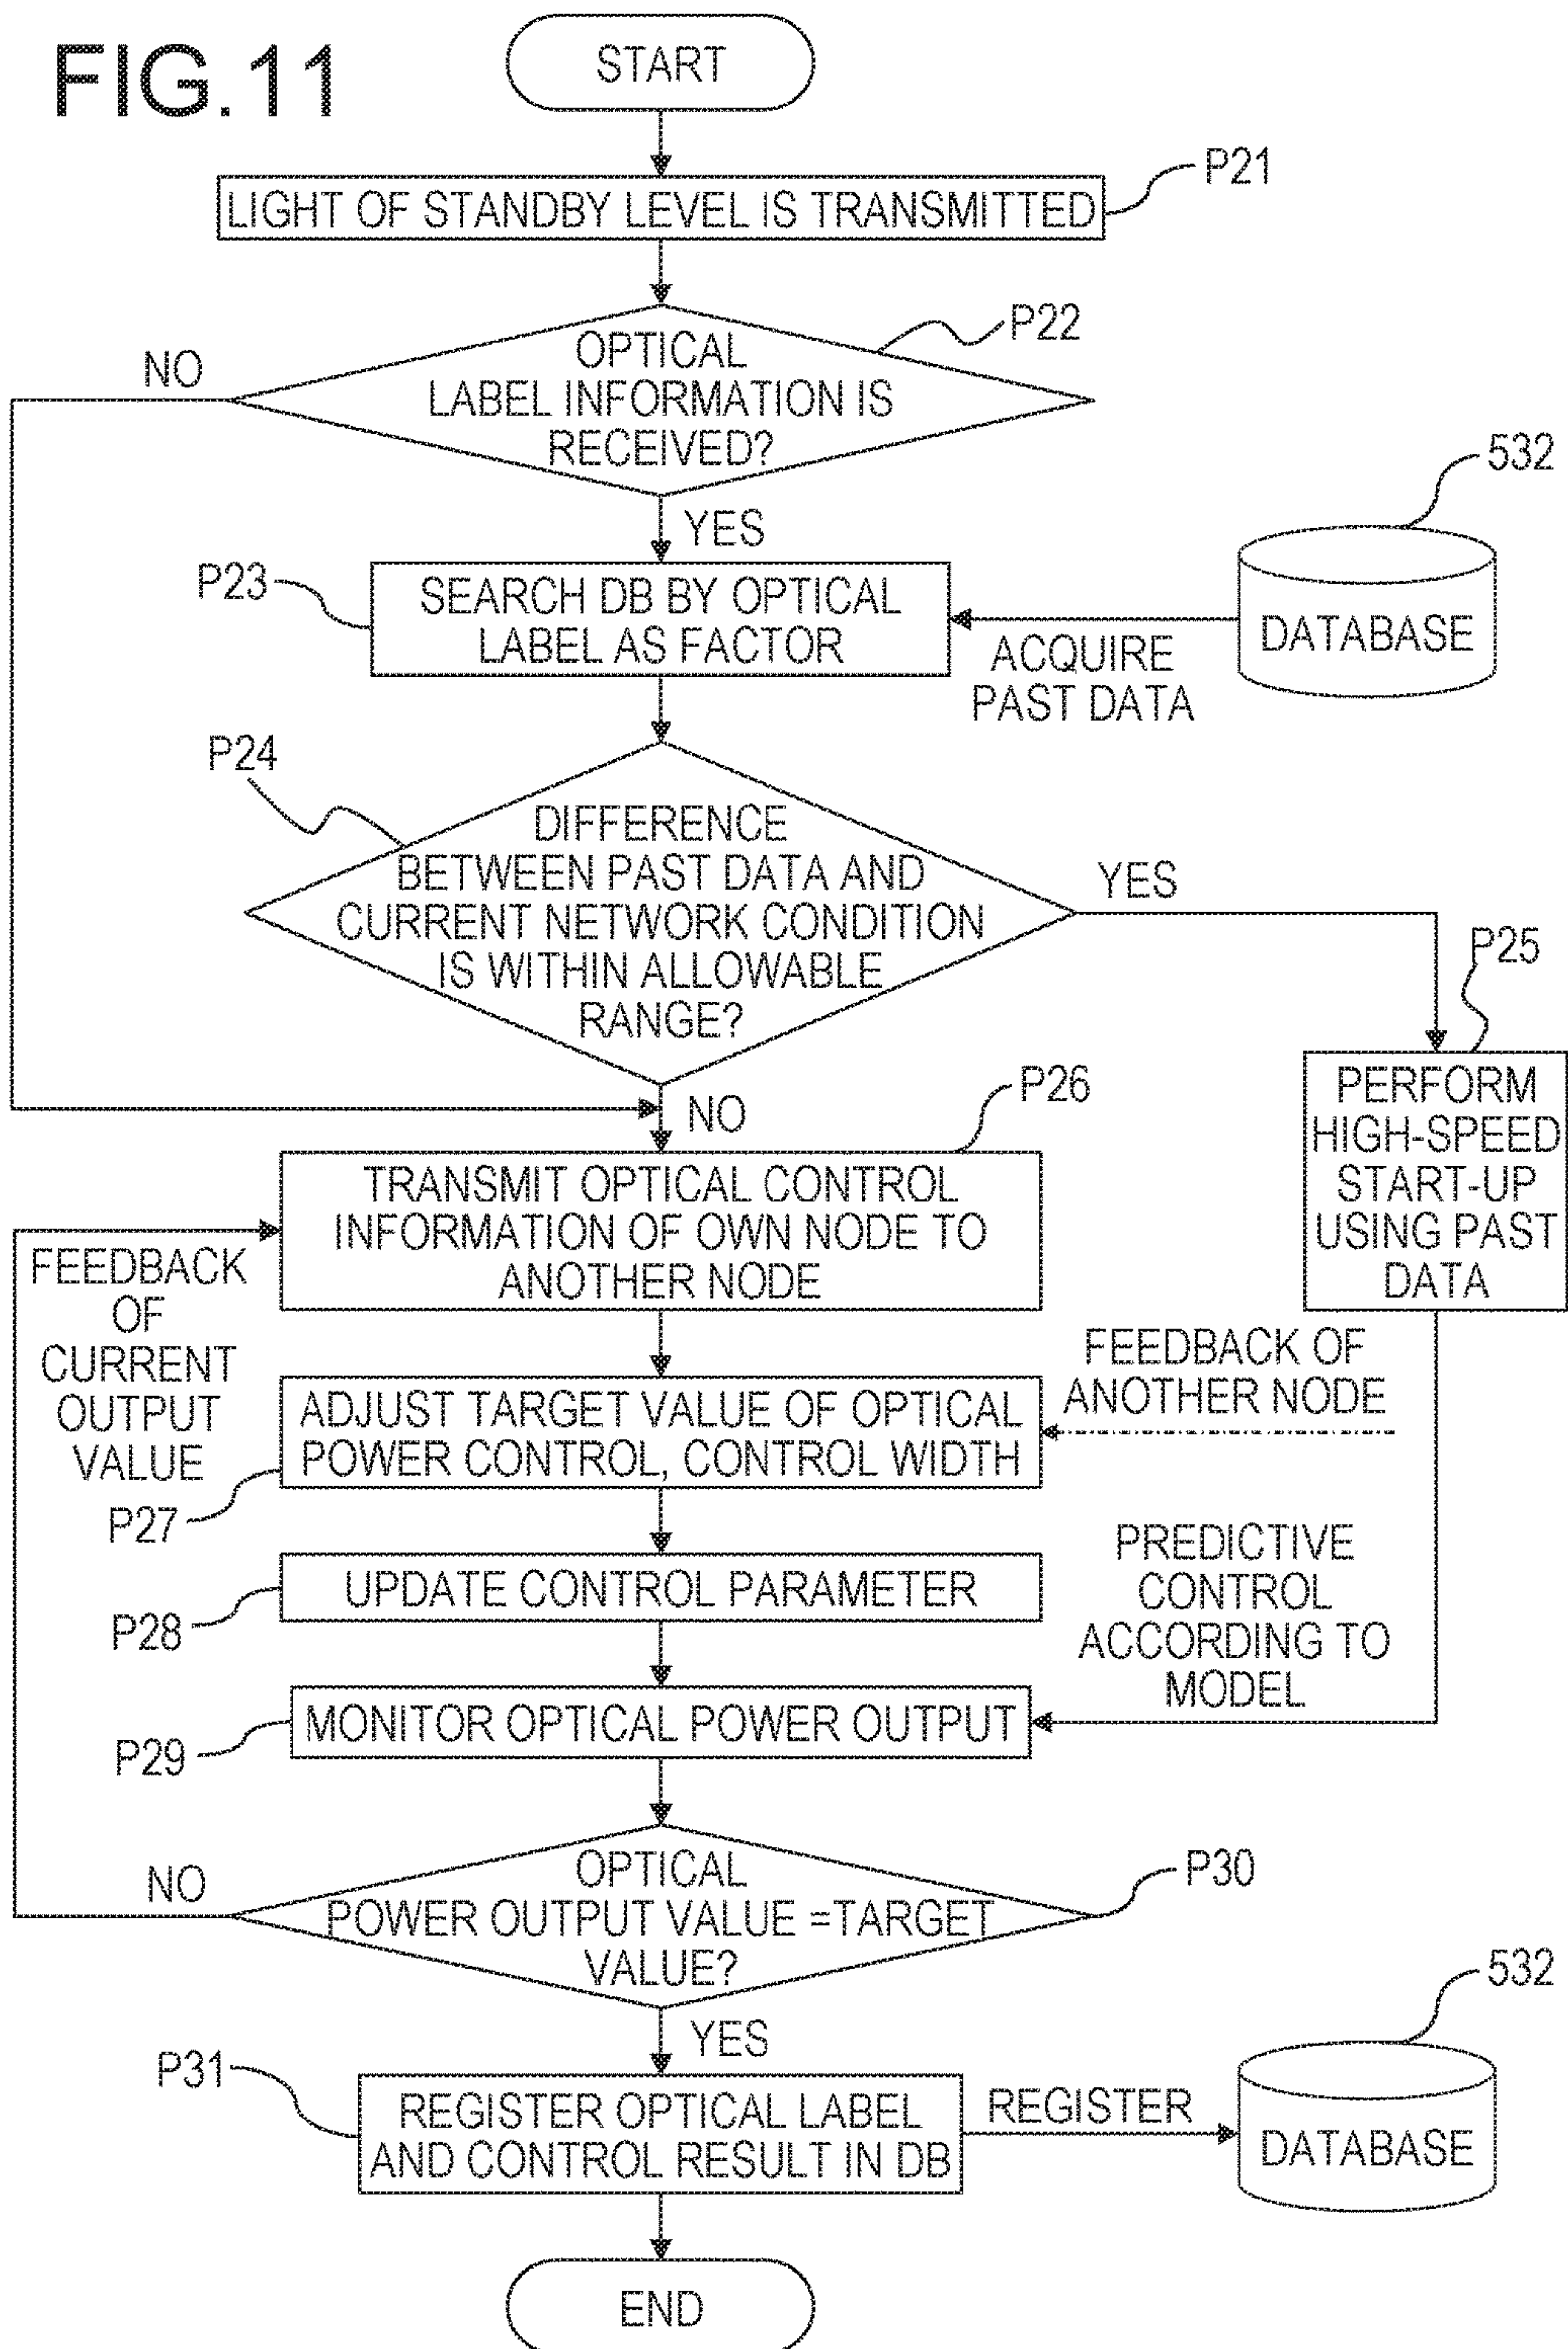 FIG.11
START
P21
LIGHT OF STANDBY LEVEL IS TRANSMITTED
P22
NO
OPTICAL
LABEL INFORMATION IS
RECEIVED?
YES
532
P23
SEARCH DB BY OPTICAL
LABEL AS FACTOR
ACQUIRE
PAST DATA
DATABASE
P24
DIFFERENCE
BETWEEN PAST DATA AND
CURRENT NETWORK CONDITION
IS WITHIN ALLOWABLE
RANGE?
YES
P25
NO
P26
PERFORM
HIGH-SPEED
START-UP
USING PAST
DATA
TRANSMIT OPTICAL CONTROL
INFORMATION OF OWN NODE TO
ANOTHER NODE
FEEDBACK
OF
CURRENT
OUTPUT
VALUE
FEEDBACK OF
ANOTHER NODE
ADJUST TARGET VALUE OF OPTICAL
POWER CONTROL, CONTROL WIDTH
P27
UPDATE CONTROL PARAMETER
P28
PREDICTIVE
CONTROL
ACCORDING TO
MODEL
MONITOR OPTICAL POWER OUTPUT
P29
NO
OPTICAL
POWER OUTPUT VALUE =TARGET
VALUE?
P30
YES
532
P31
REGISTER OPTICAL LABEL
AND CONTROL RESULT IN DB
REGISTER
DATABASE
END